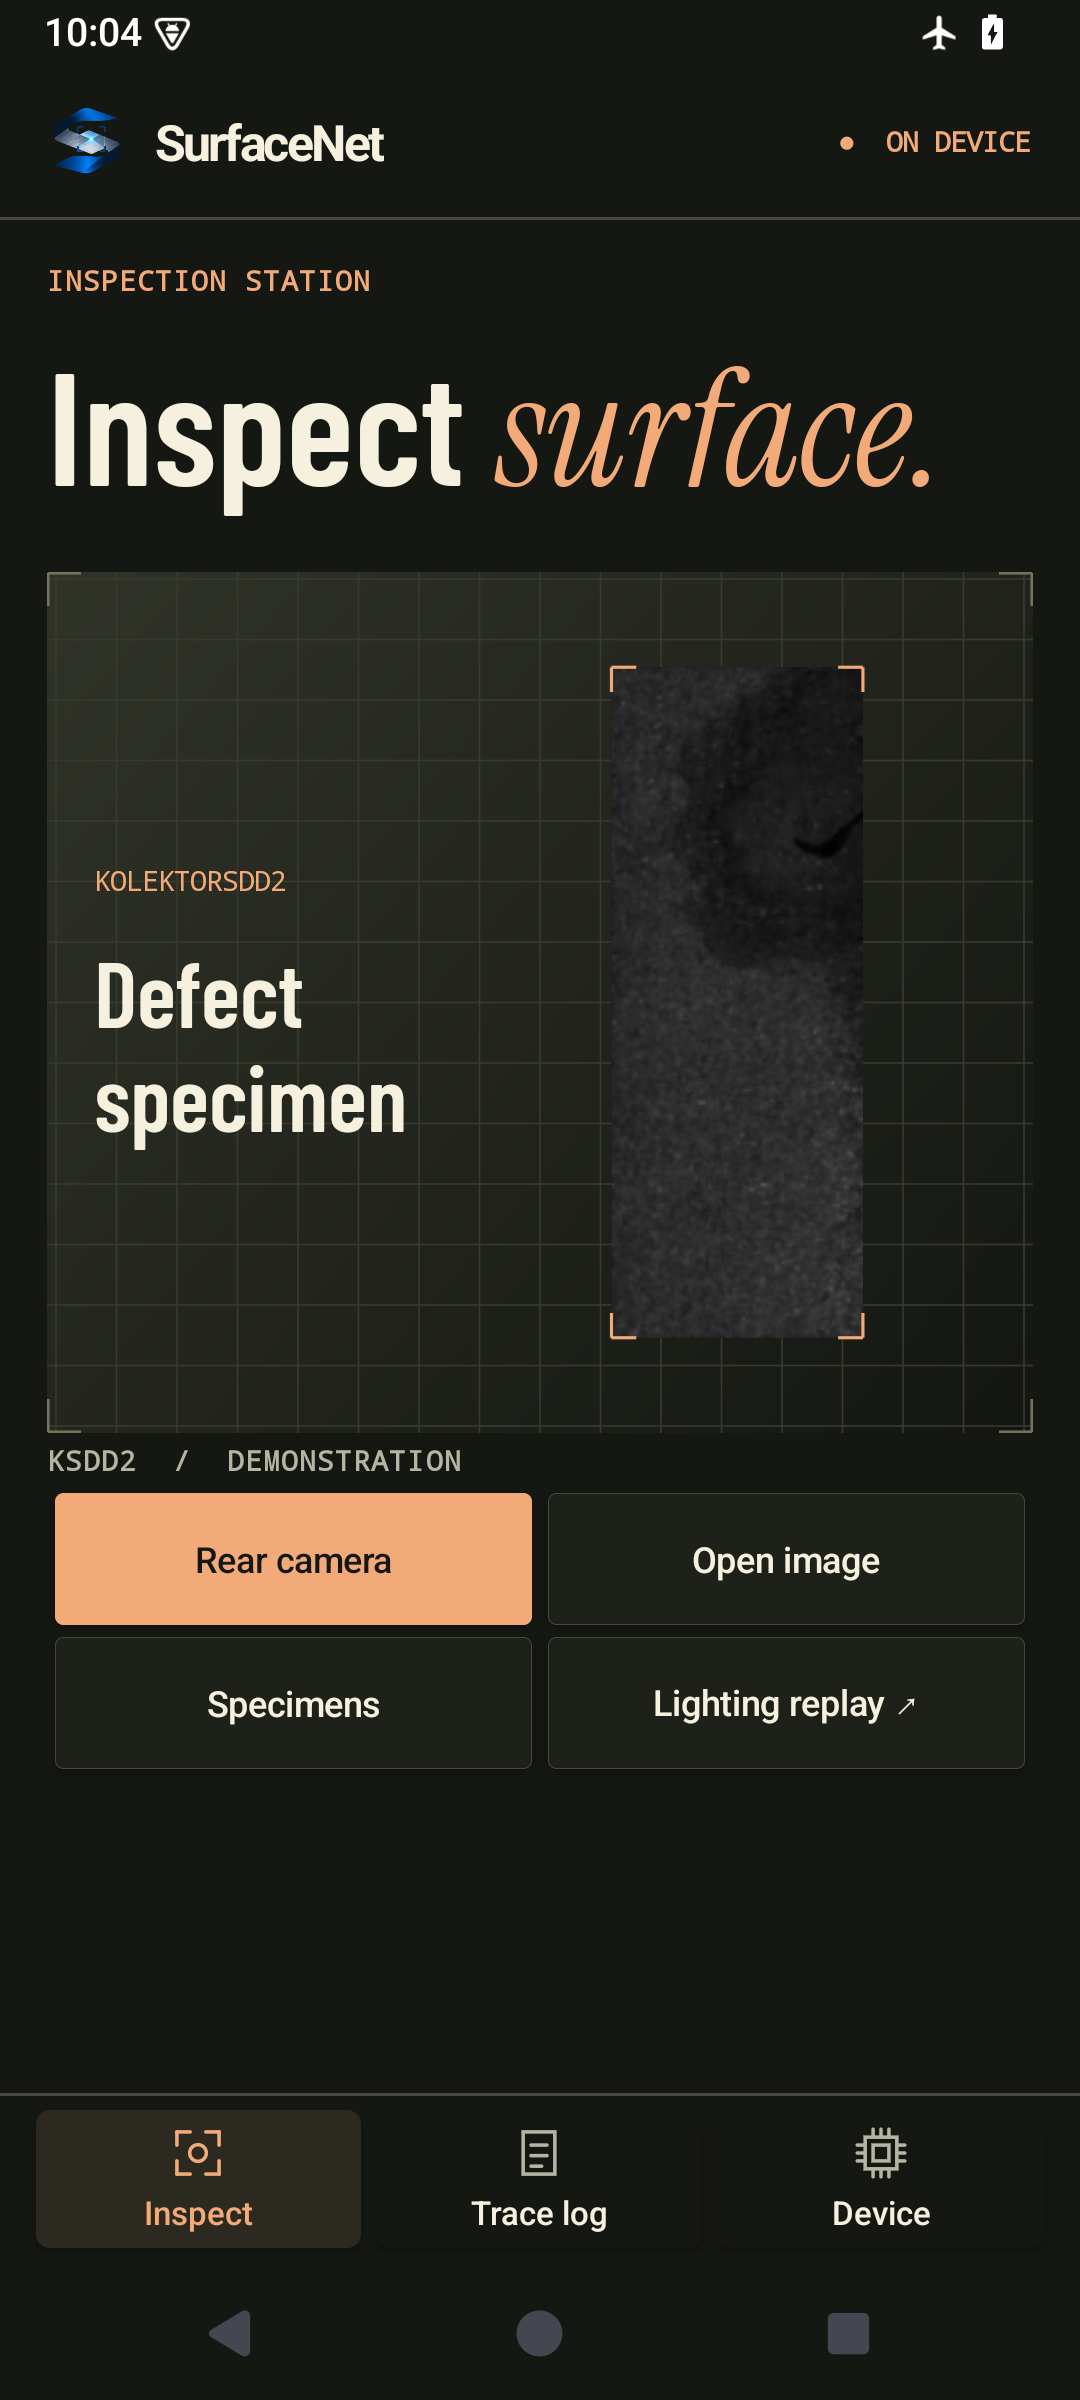 10:04
SurfaceNet
ON DEVICE
INSPECTION STATION
Inspect surface.
KOLEKTORSDD2
Defect
specimen
KSDD2 / DEMONSTRATION
Rear camera
Open image
Specimens
Lighting replay ↗
Inspect
Trace log
Device